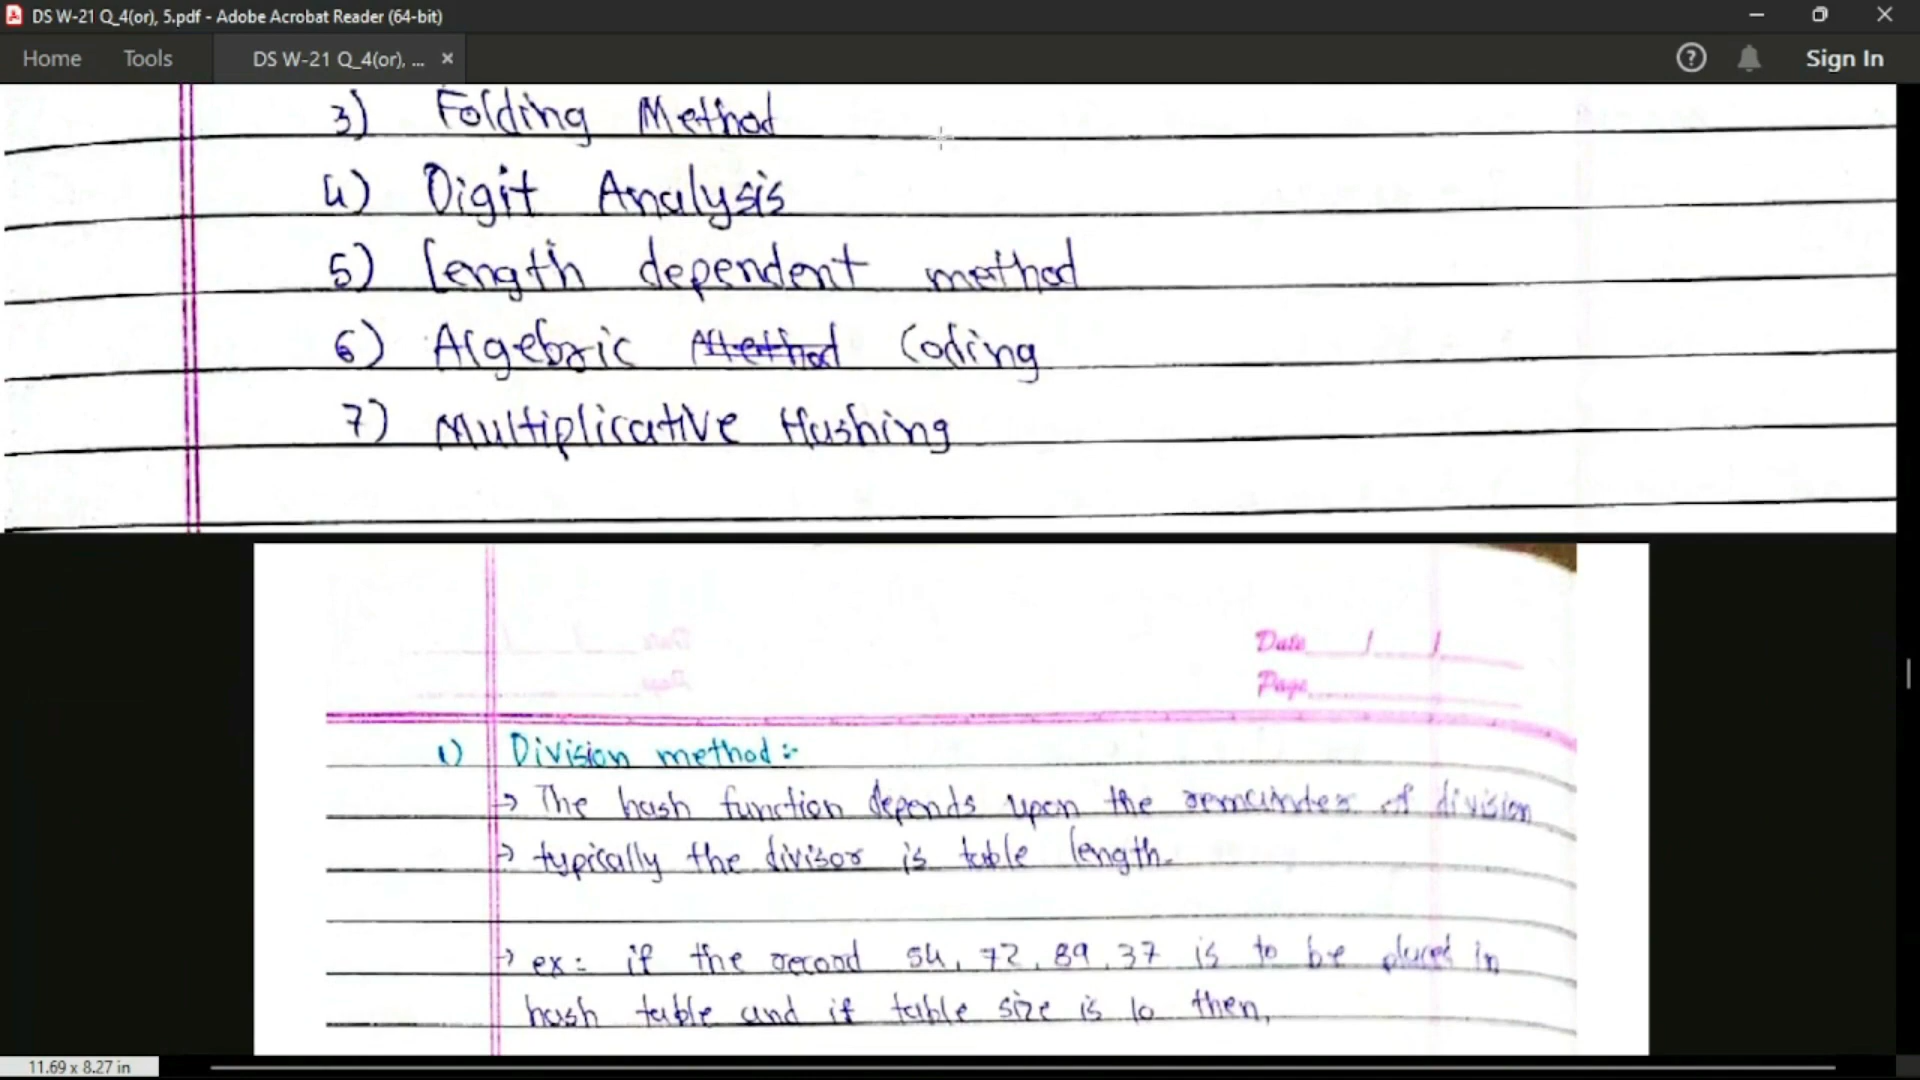 DS W-21 Q_4(or), 5.pdf - Adobe Acrobat Reader (64-bit)
Home Tools DS W-21 Q_4(or), ... × Sign In
3) Folding Method
4) Digit Analysis
5) Length dependent method
6) Algebric Method Coding
7) Multiplicative Hashing
Date / /
Page
1) Division method :-
→ The hash function depends upon the remainder of division
→ typically the divisor is table length.
→ ex: if the record 54, 72, 89, 37 is to be placed in
hash table and if table size is 10 then,
11.69 x 8.27 in